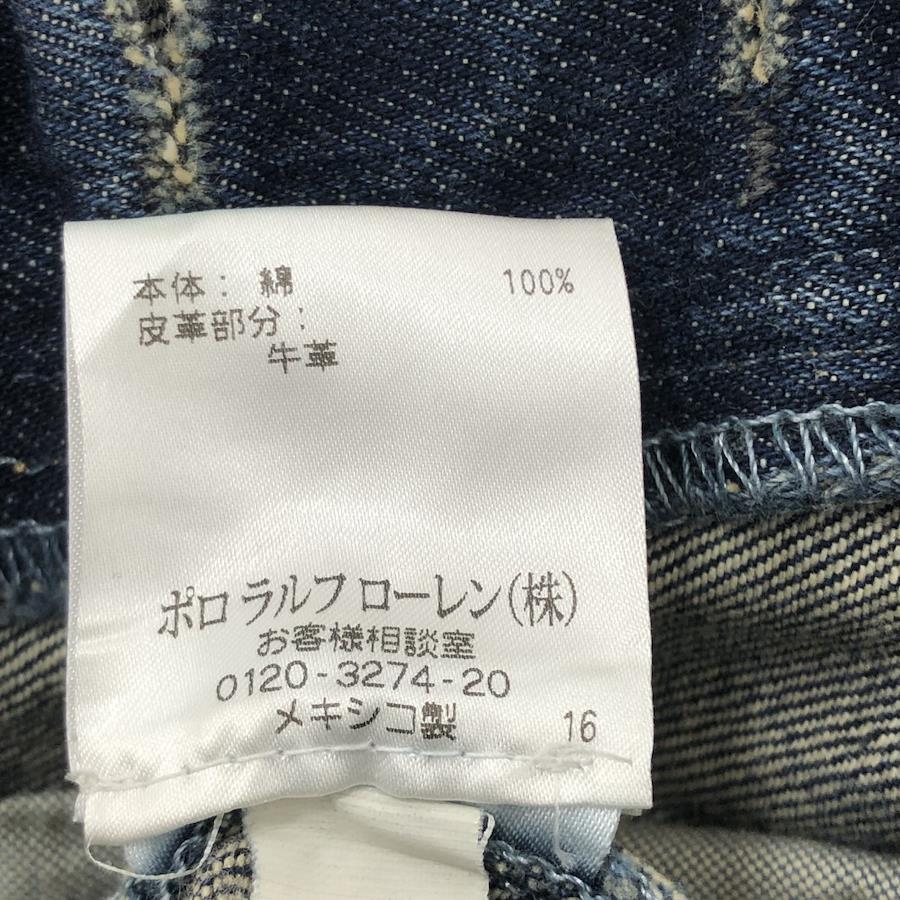 本体: 綿 100%
皮革部分:
牛革
ポロ ラルフ ローレン(株)
お客様相談室
0120-3274-20
メキシコ製 16